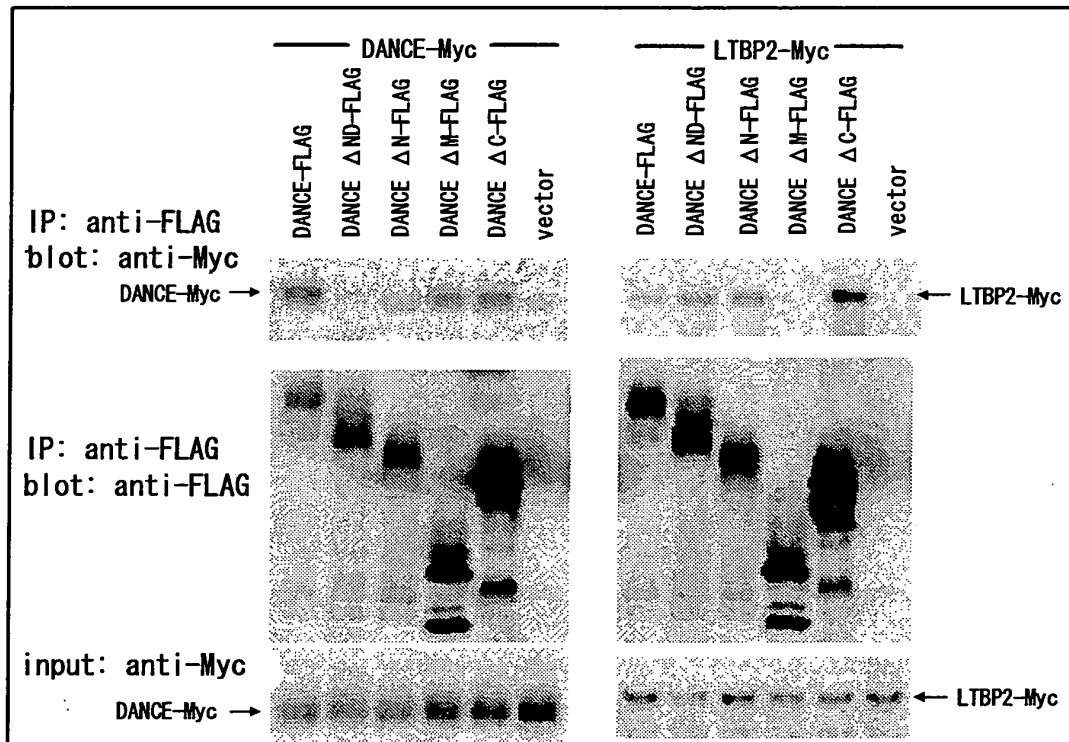 DANCE-Myc
LTBP2-Myc
DANCE-FLAG
DANCE ΔND-FLAG
DANCE ΔN-FLAG
DANCE ΔM-FLAG
DANCE ΔC-FLAG
vector
DANCE-FLAG
DANCE ΔND-FLAG
DANCE ΔN-FLAG
DANCE ΔM-FLAG
DANCE ΔC-FLAG
vector
IP: anti-FLAG
blot: anti-Myc
DANCE-Myc →
← LTBP2-Myc
IP: anti-FLAG
blot: anti-FLAG
input: anti-Myc
DANCE-Myc →
← LTBP2-Myc